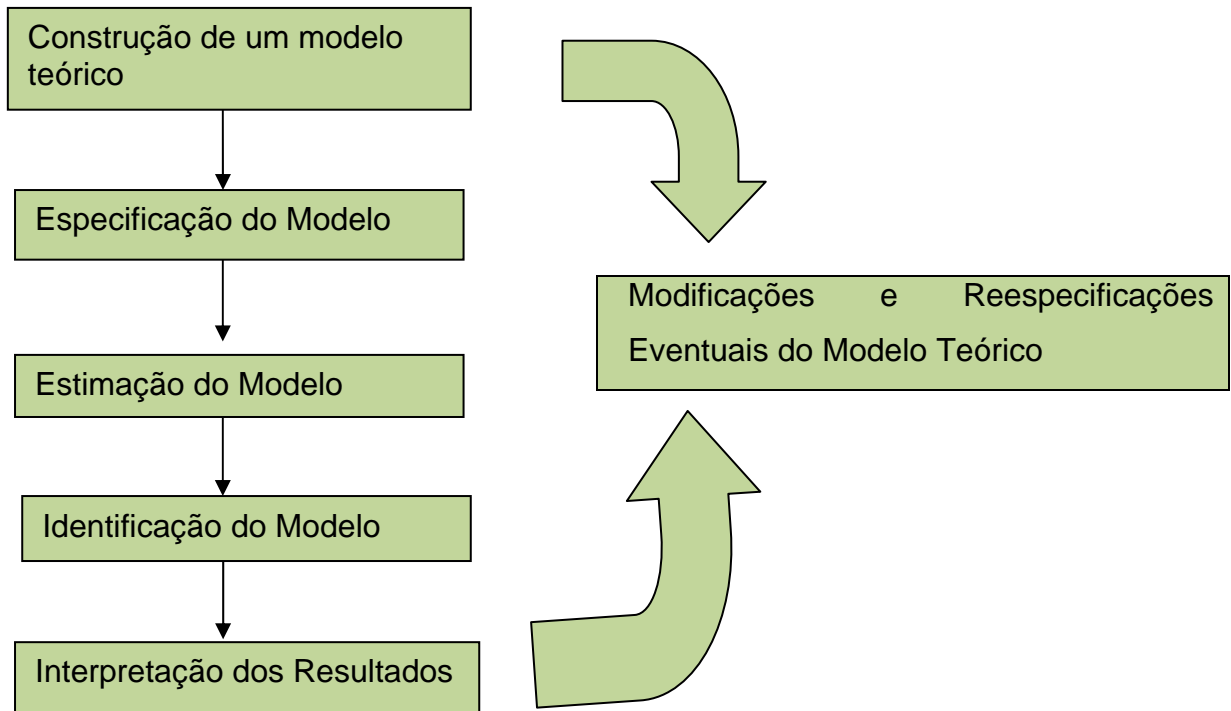 Construção de um modelo
teórico
Especificação do Modelo
Estimação do Modelo
Identificação do Modelo
Interpretação dos Resultados
Modificações e Reespecificações
Eventuais do Modelo Teórico